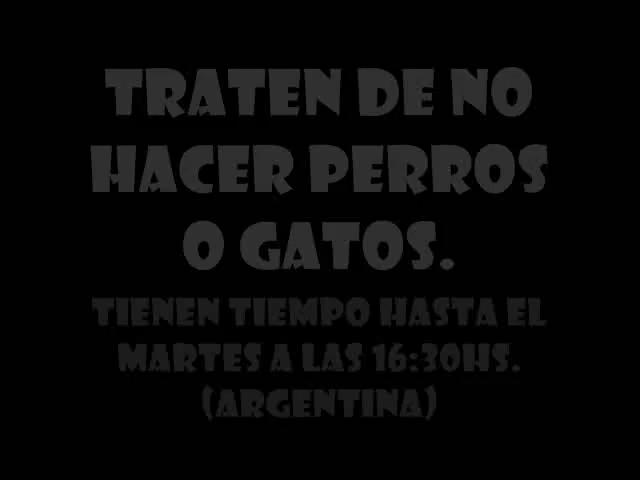 TRATEN DE NO
HACER PERROS
O GATOS.
TIENEN TIEMPO HASTA EL
MARTES A LAS 16:30HS.
(ARGENTINA)